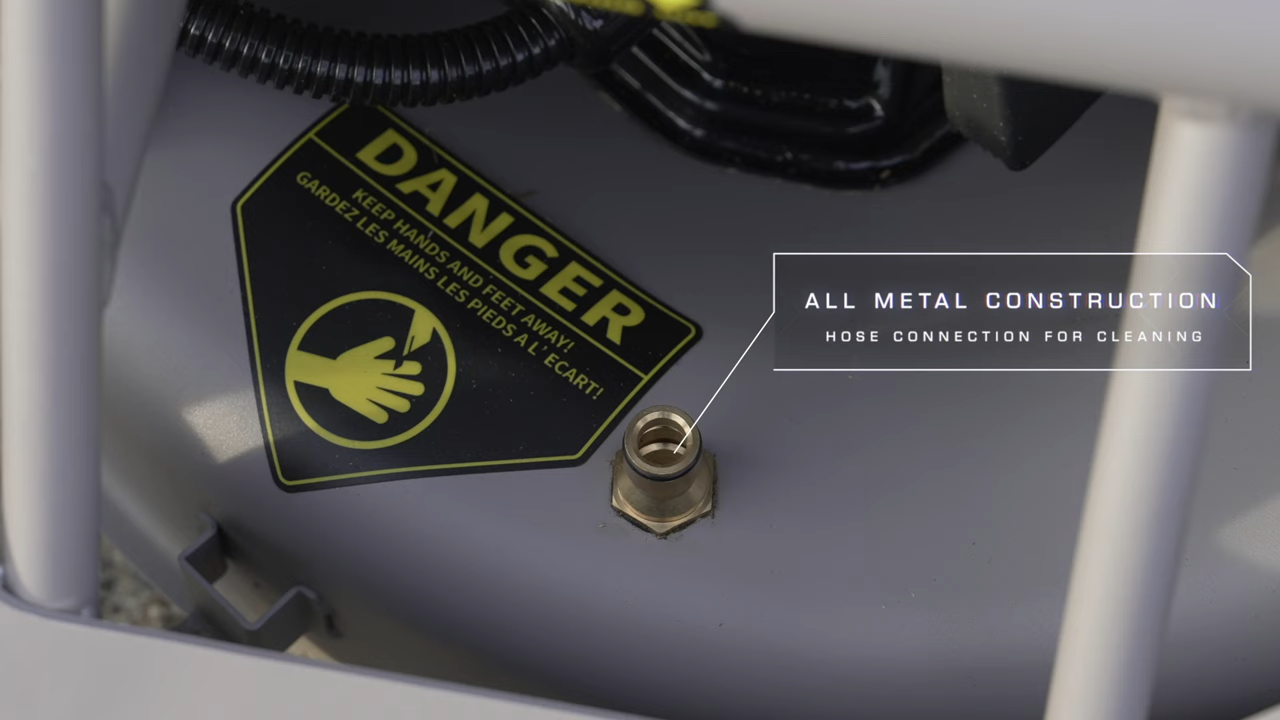 DANGER
KEEP HANDS AND FEET AWAY!
GARDEZ LES MAINS LES PIEDS A L' ECART!
ALL METAL CONSTRUCTION
HOSE CONNECTION FOR CLEANING